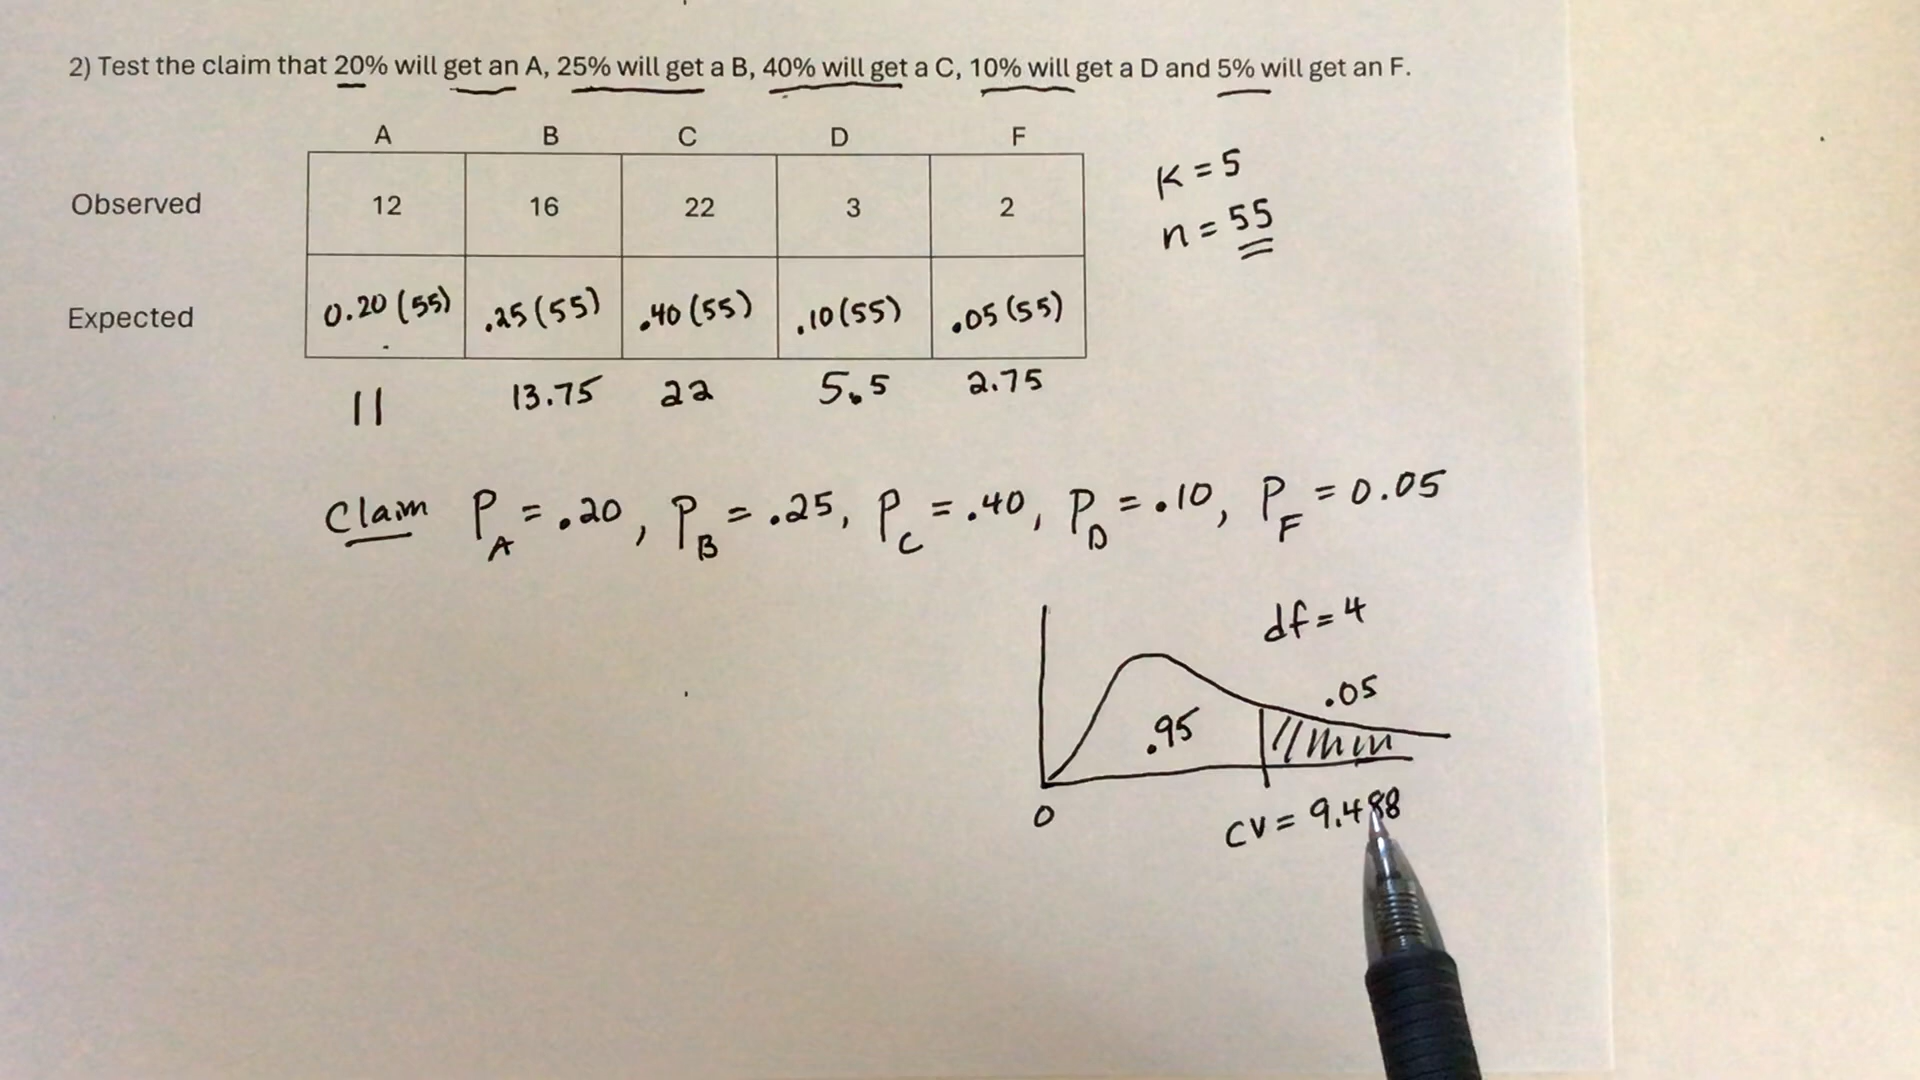 2) Test the claim that 20% will get an A, 25% will get a B, 40% will get a C, 10% will get a D and 5% will get an F.
A B C D F
Observed 12 16 22 3 2
K = 5
n = 55
Expected 0.20 (55) .25 (55) .40 (55) .10 (55) .05 (55)
11 13.75 22 5.5 2.75
Claim P_A = .20, P_B = .25, P_C = .40, P_D = .10, P_F = 0.05
df = 4
.05
.95
0
CV = 9.488